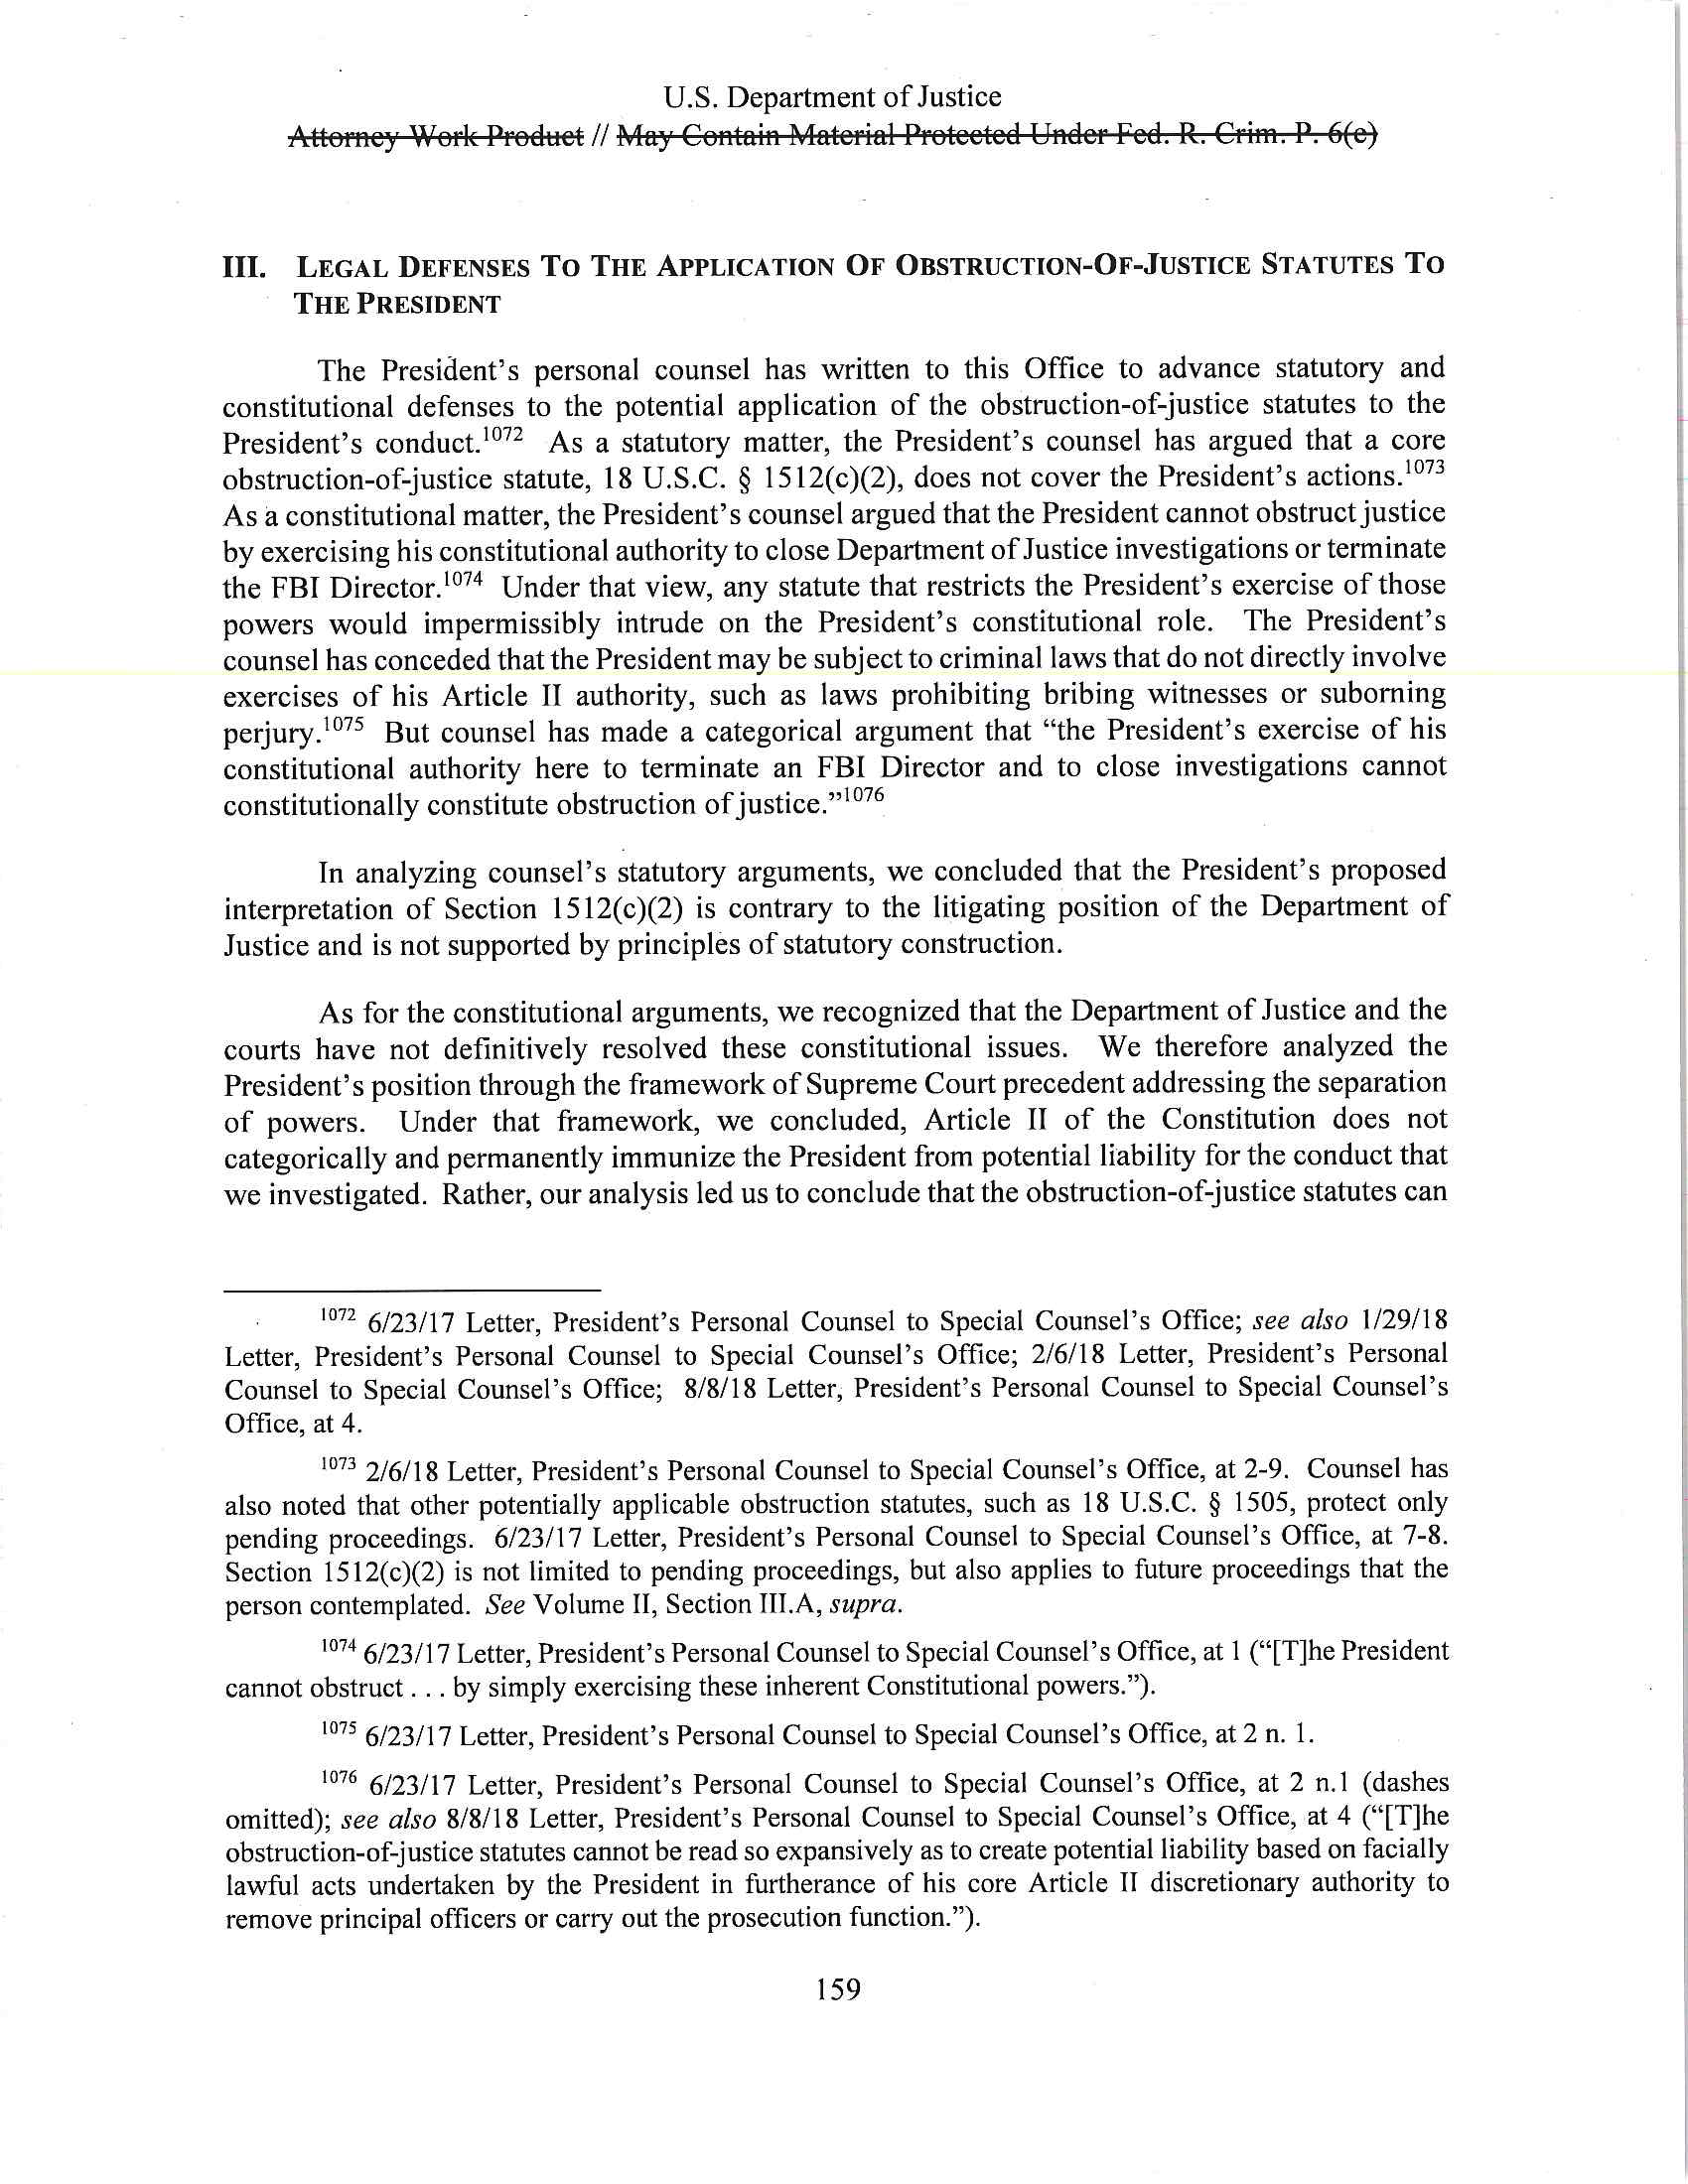 U.S. Department of Justice
Attorney Work Product // May Contain Material Protected Under Fed. R. Crim. P. 6(e)
III. LEGAL DEFENSES TO THE APPLICATION OF OBSTRUCTION-OF-JUSTICE STATUTES TO
THE PRESIDENT
The President's personal counsel has written to this Office to advance statutory and
constitutional defenses to the potential application of the obstruction-of-justice statutes to the
President's conduct.1072 As a statutory matter, the President's counsel has argued that a core
obstruction-of-justice statute, 18 U.S.C. § 1512(c)(2), does not cover the President's actions.1073
As a constitutional matter, the President's counsel argued that the President cannot obstruct justice
by exercising his constitutional authority to close Department of Justice investigations or terminate
the FBI Director.1074 Under that view, any statute that restricts the President's exercise of those
powers would impermissibly intrude on the President's constitutional role. The President's
counsel has conceded that the President may be subject to criminal laws that do not directly involve
exercises of his Article II authority, such as laws prohibiting bribing witnesses or suborning
perjury.1075 But counsel has made a categorical argument that “the President's exercise of his
constitutional authority here to terminate an FBI Director and to close investigations cannot
constitutionally constitute obstruction of justice.”1076
In analyzing counsel's statutory arguments, we concluded that the President's proposed
interpretation of Section 1512(c)(2) is contrary to the litigating position of the Department of
Justice and is not supported by principles of statutory construction.
As for the constitutional arguments, we recognized that the Department of Justice and the
courts have not definitively resolved these constitutional issues. We therefore analyzed the
President's position through the framework of Supreme Court precedent addressing the separation
of powers. Under that framework, we concluded, Article II of the Constitution does not
categorically and permanently immunize the President from potential liability for the conduct that
we investigated. Rather, our analysis led us to conclude that the obstruction-of-justice statutes can
1072 6/23/17 Letter, President's Personal Counsel to Special Counsel's Office; see also 1/29/18
Letter, President's Personal Counsel to Special Counsel's Office; 2/6/18 Letter, President's Personal
Counsel to Special Counsel's Office; 8/8/18 Letter, President's Personal Counsel to Special Counsel's
Office, at 4.
1073 2/6/18 Letter, President's Personal Counsel to Special Counsel's Office, at 2-9. Counsel has
also noted that other potentially applicable obstruction statutes, such as 18 U.S.C. § 1505, protect only
pending proceedings. 6/23/17 Letter, President's Personal Counsel to Special Counsel's Office, at 7-8.
Section 1512(c)(2) is not limited to pending proceedings, but also applies to future proceedings that the
person contemplated. See Volume II, Section III.A, supra.
1074 6/23/17 Letter, President's Personal Counsel to Special Counsel's Office, at 1 (“[T]he President
cannot obstruct . . . by simply exercising these inherent Constitutional powers.”).
1075 6/23/17 Letter, President's Personal Counsel to Special Counsel's Office, at 2 n. 1.
1076 6/23/17 Letter, President's Personal Counsel to Special Counsel's Office, at 2 n.1 (dashes
omitted); see also 8/8/18 Letter, President's Personal Counsel to Special Counsel's Office, at 4 (“[T]he
obstruction-of-justice statutes cannot be read so expansively as to create potential liability based on facially
lawful acts undertaken by the President in furtherance of his core Article II discretionary authority to
remove principal officers or carry out the prosecution function.”).
159